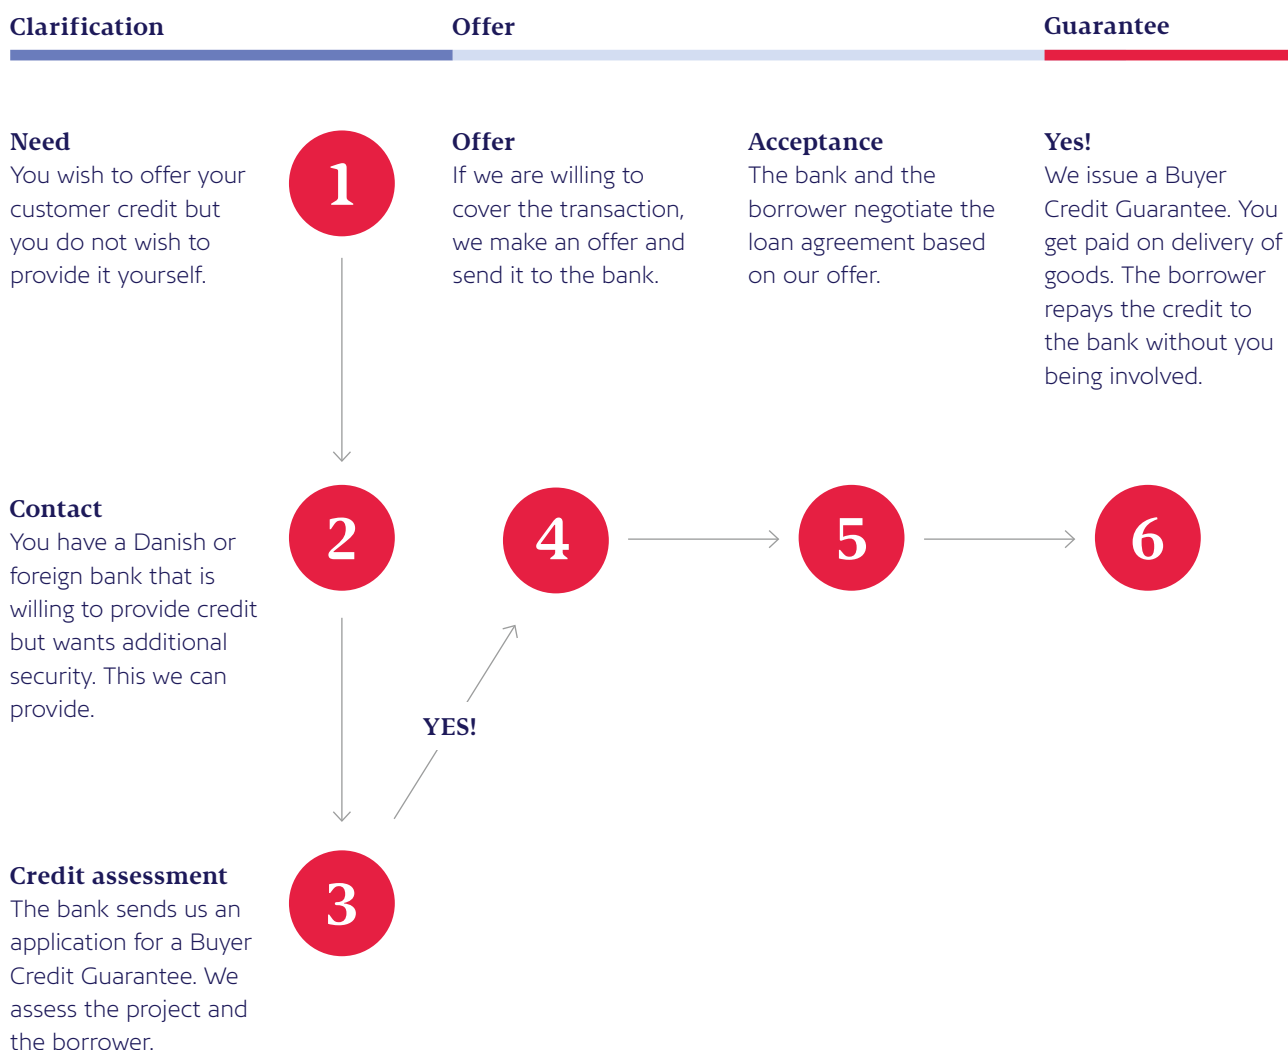 Clarification
Offer
Guarantee
Need
You wish to offer your
customer credit but
you do not wish to
provide it yourself.
1
Offer
If we are willing to
cover the transaction,
we make an offer and
send it to the bank.
Acceptance
The bank and the
borrower negotiate the
loan agreement based
on our offer.
Yes!
We issue a Buyer
Credit Guarantee. You
get paid on delivery of
goods. The borrower
repays the credit to
the bank without you
being involved.
Contact
You have a Danish or
foreign bank that is
willing to provide credit
but wants additional
security. This we can
provide.
2
4
5
6
YES!
Credit assessment
The bank sends us an
application for a Buyer
Credit Guarantee. We
assess the project and
the borrower.
3